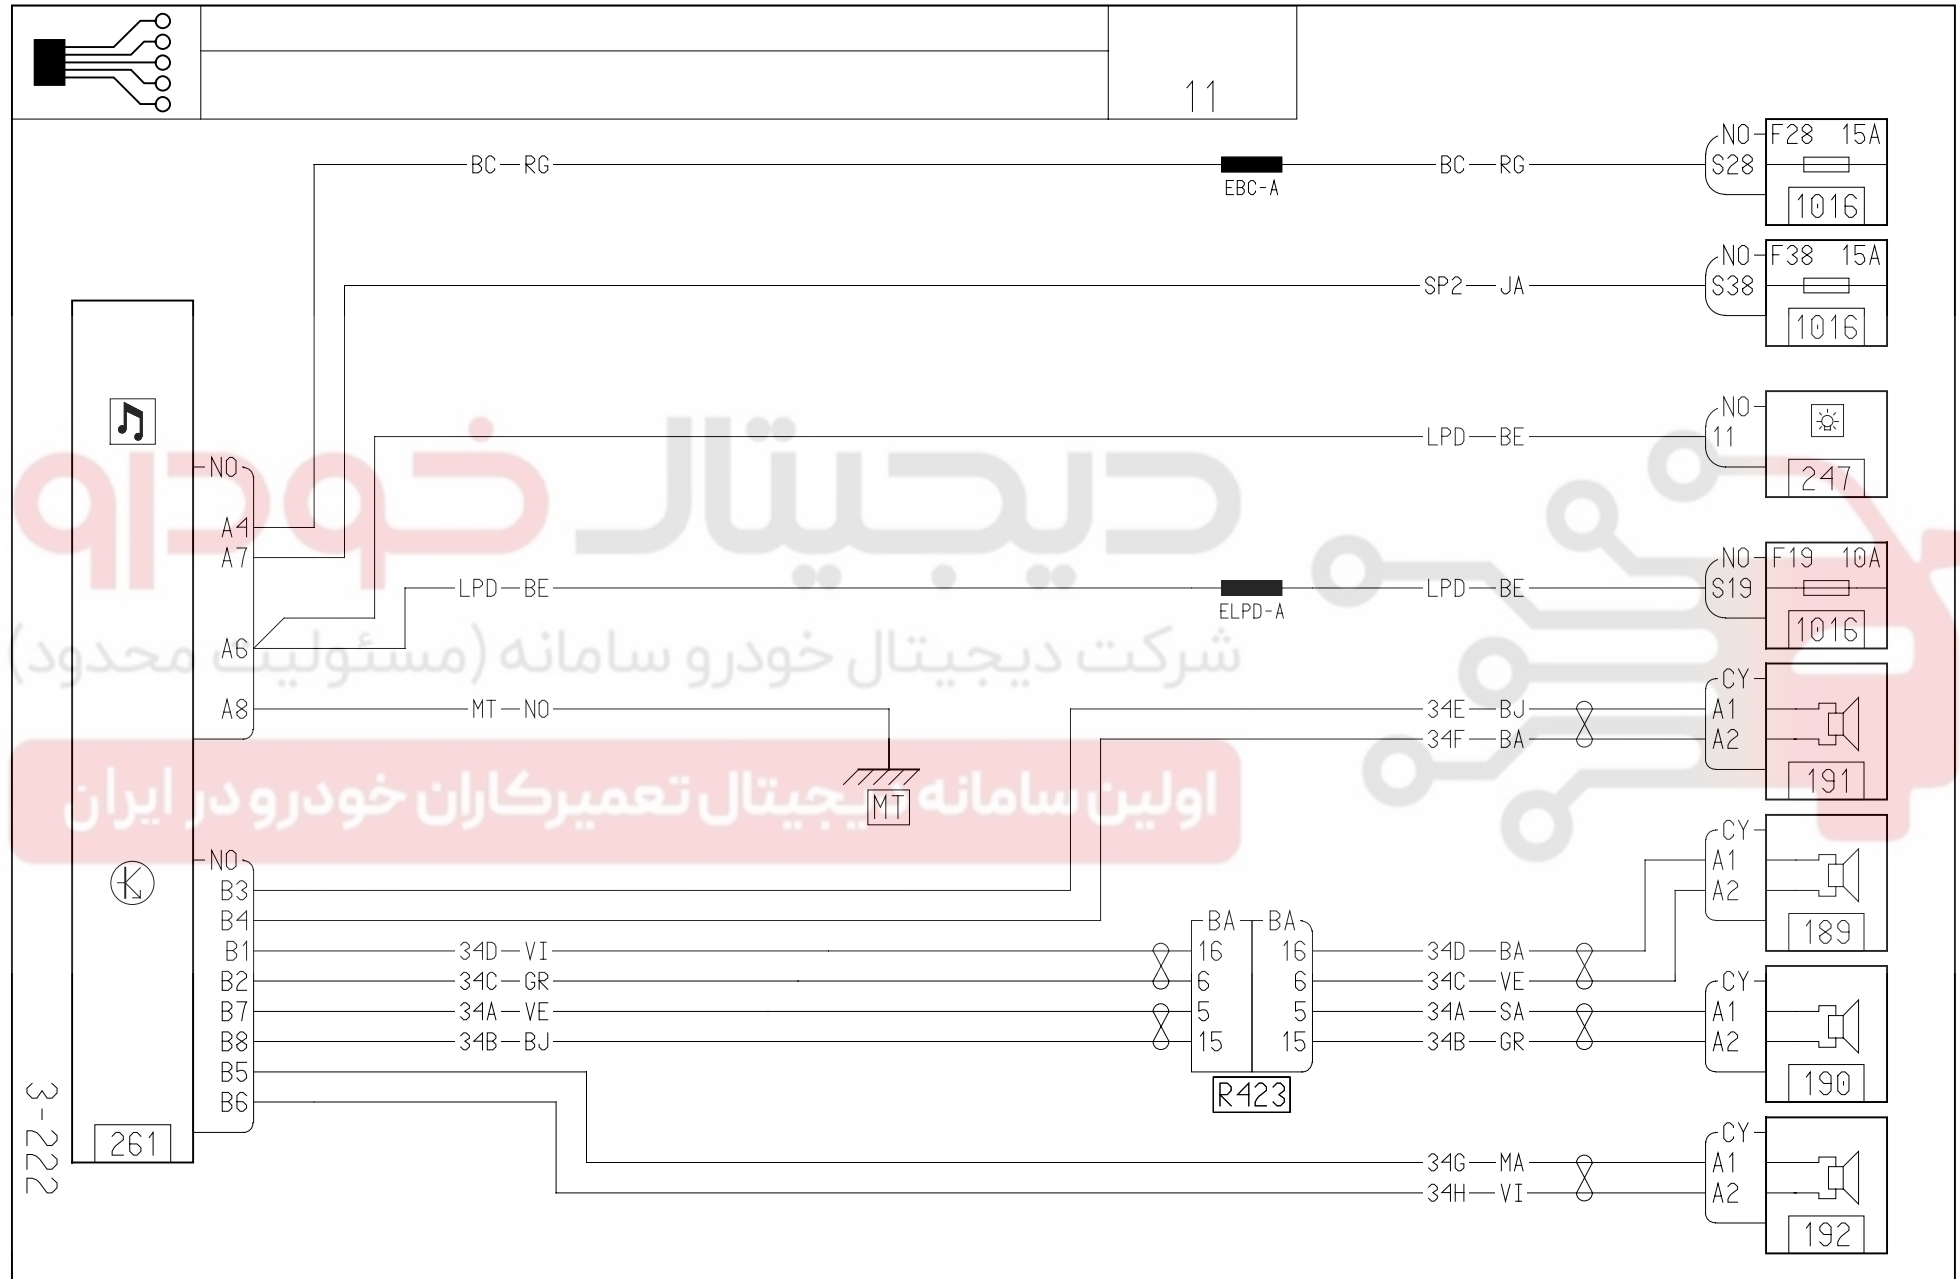 11
BC RG EBC-A BC RG NO S28 F28 15A 1016
SP2 JA NO S38 F38 15A 1016
LPD BE NO 11 247
LPD BE ELPD-A LPD BE NO S19 F19 10A 1016
NO
A4
A7
A6
A8 MT NO
MT
دیجیتال خودرو
شرکت دیجیتال خودرو سامانه (مسئولیت محدود)
اولین سامانه دیجیتال تعمیرکاران خودرو در ایران
34E BJ CY A1
34F BA A2
191
NO
B3
B4
B1 34D VI
B2 34C GR
B7 34A VE
B8 34B BJ
B5
B6
261
BA BA
16 16 34D BA
6 6 34C VE
5 5 34A SA
15 15 34B GR
R423
CY
A1
A2
189
CY
A1
A2
190
34G MA CY A1
34H VI A2
192
3-222